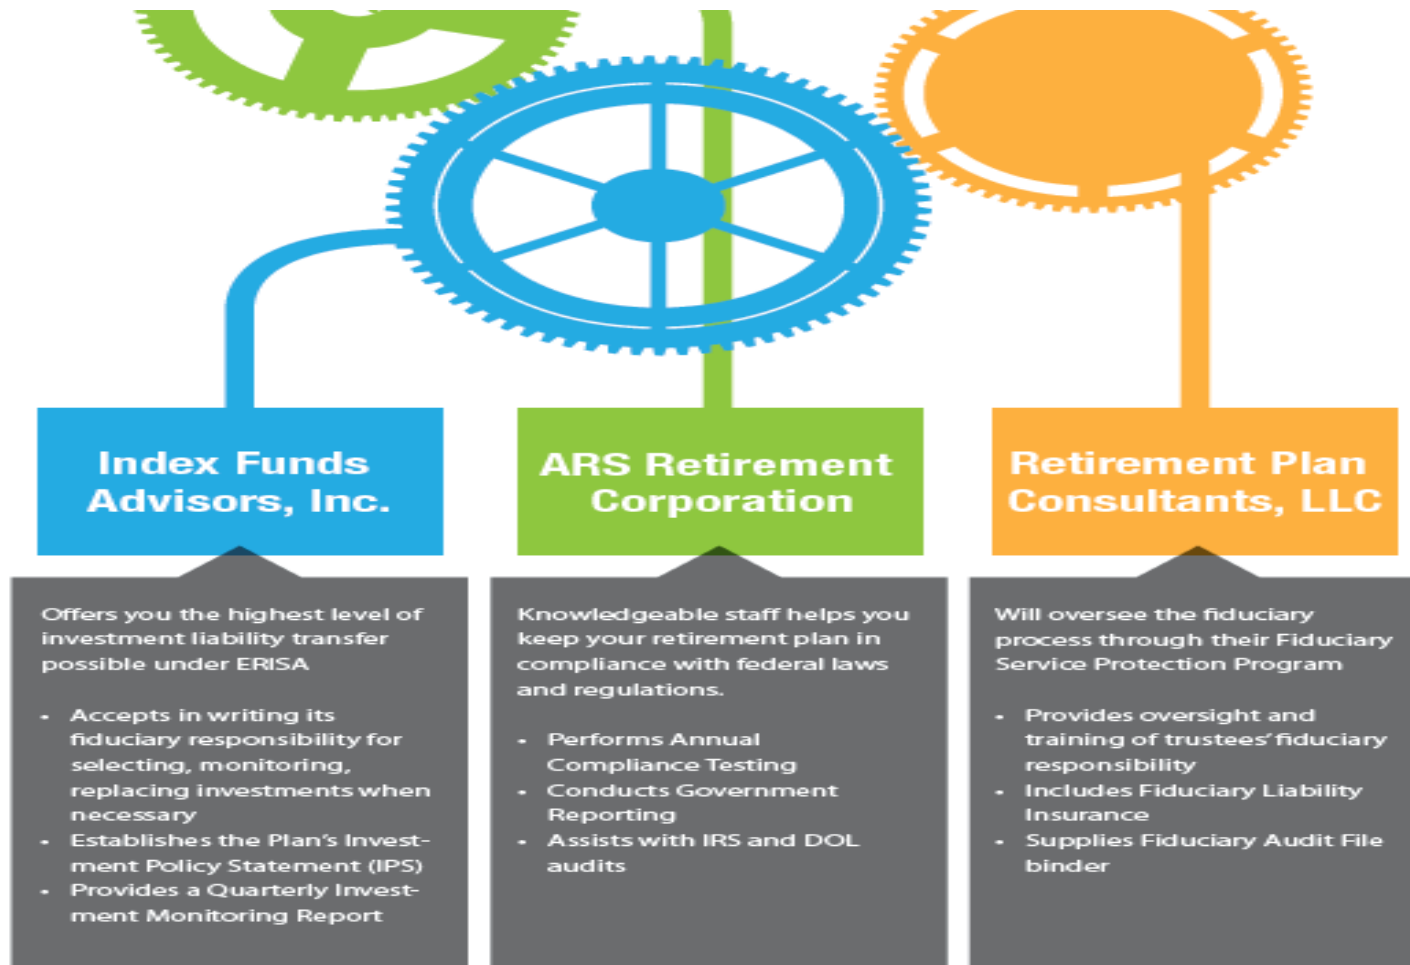 Index Funds
Advisors, Inc.
Offers you the highest level of
investment liability transfer
possible under ERISA
• Accepts in writing its
fiduciary responsibility for
selecting, monitoring,
replacing investments when
necessary
• Establishes the Plan's Invest-
ment Policy Statement (IPS)
• Provides a Quarterly Invest-
ment Monitoring Report
ARS Retirement
Corporation
Knowledgeable staff helps you
keep your retirement plan in
compliance with federal laws
and regulations.
• Performs Annual
Compliance Testing
• Conducts Government
Reporting
• Assists with IRS and DOL
audits
Retirement Plan
Consultants, LLC
Will oversee the fiduciary
process through their Fiduciary
Service Protection Program
• Provides oversight and
training of trustees' fiduciary
responsibility
• Includes Fiduciary Liability
Insurance
• Supplies Fiduciary Audit File
binder